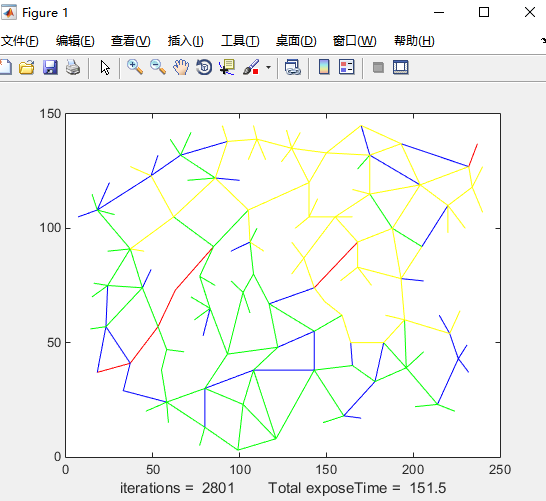 Figure 1
文件(F) 编辑(E) 查看(V) 插入(I) 工具(T) 桌面(D) 窗口(W) 帮助(H)
150
100
50
0
0 50 100 150 200 250
iterations = 2801 Total exposeTime = 151.5